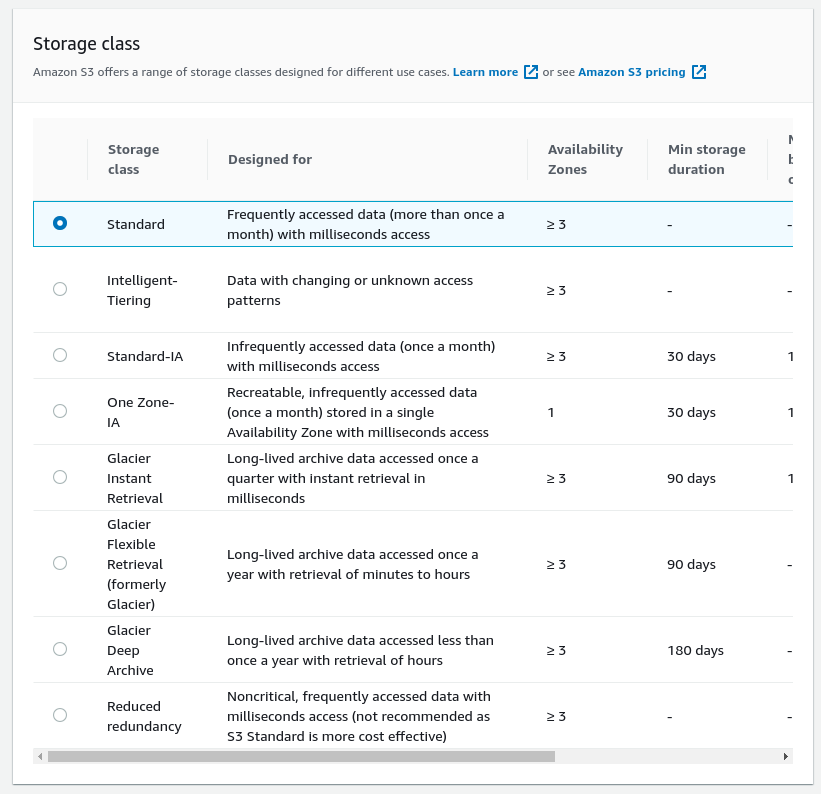 Storage class
Amazon S3 offers a range of storage classes designed for different use cases. Learn more or see Amazon S3 pricing
Storage class
Designed for
Availability Zones
Min storage duration
Standard
Frequently accessed data (more than once a
month) with milliseconds access
≥ 3
-
-
Intelligent-
Tiering
Data with changing or unknown access
patterns
≥ 3
-
-
Standard-IA
Infrequently accessed data (once a month)
with milliseconds access
≥ 3
30 days
1
One Zone-
IA
Recreatable, infrequently accessed data
(once a month) stored in a single
Availability Zone with milliseconds access
1
30 days
1
Glacier
Instant
Retrieval
Long-lived archive data accessed once a
quarter with instant retrieval in
milliseconds
≥ 3
90 days
1
Glacier
Flexible
Retrieval
(formerly
Glacier)
Long-lived archive data accessed once a
year with retrieval of minutes to hours
≥ 3
90 days
-
Glacier
Deep
Archive
Long-lived archive data accessed less than
once a year with retrieval of hours
≥ 3
180 days
-
Reduced
redundancy
Noncritical, frequently accessed data with
milliseconds access (not recommended as
S3 Standard is more cost effective)
≥ 3
-
-